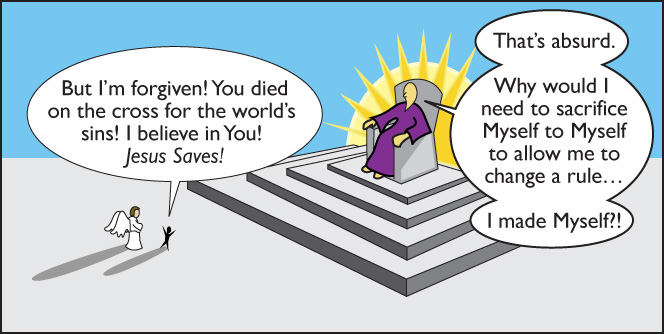 But I'm forgiven! You died
on the cross for the world's
sins! I believe in You!
Jesus Saves!
That's absurd.
Why would I
need to sacrifice
Myself to Myself
to allow me to
change a rule...
I made Myself?!